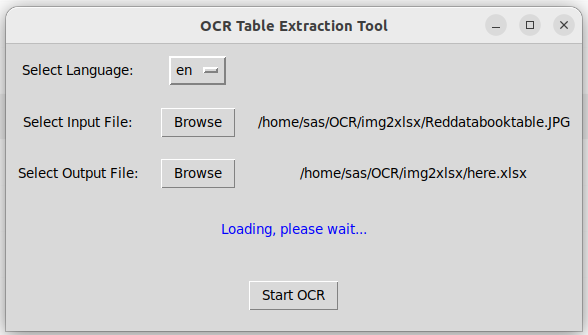 OCR Table Extraction Tool
Select Language: en
Select Input File: Browse /home/sas/OCR/img2xlsx/Reddatabooktable.JPG
Select Output File: Browse /home/sas/OCR/img2xlsx/here.xlsx
Loading, please wait...
Start OCR